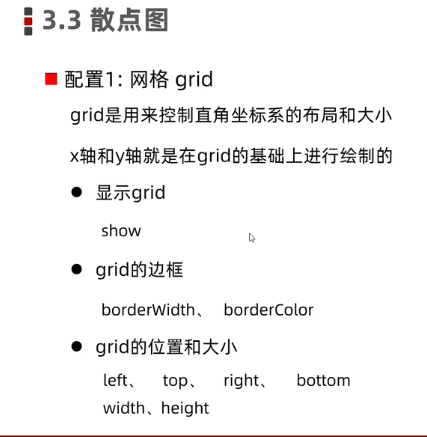 3.3 散点图
配置1: 网格 grid
grid是用来控制直角坐标系的布局和大小
x轴和y轴就是在grid的基础上进行绘制的
显示grid
show
grid的边框
borderWidth、 borderColor
grid的位置和大小
left、 top、 right、 bottom
width、height